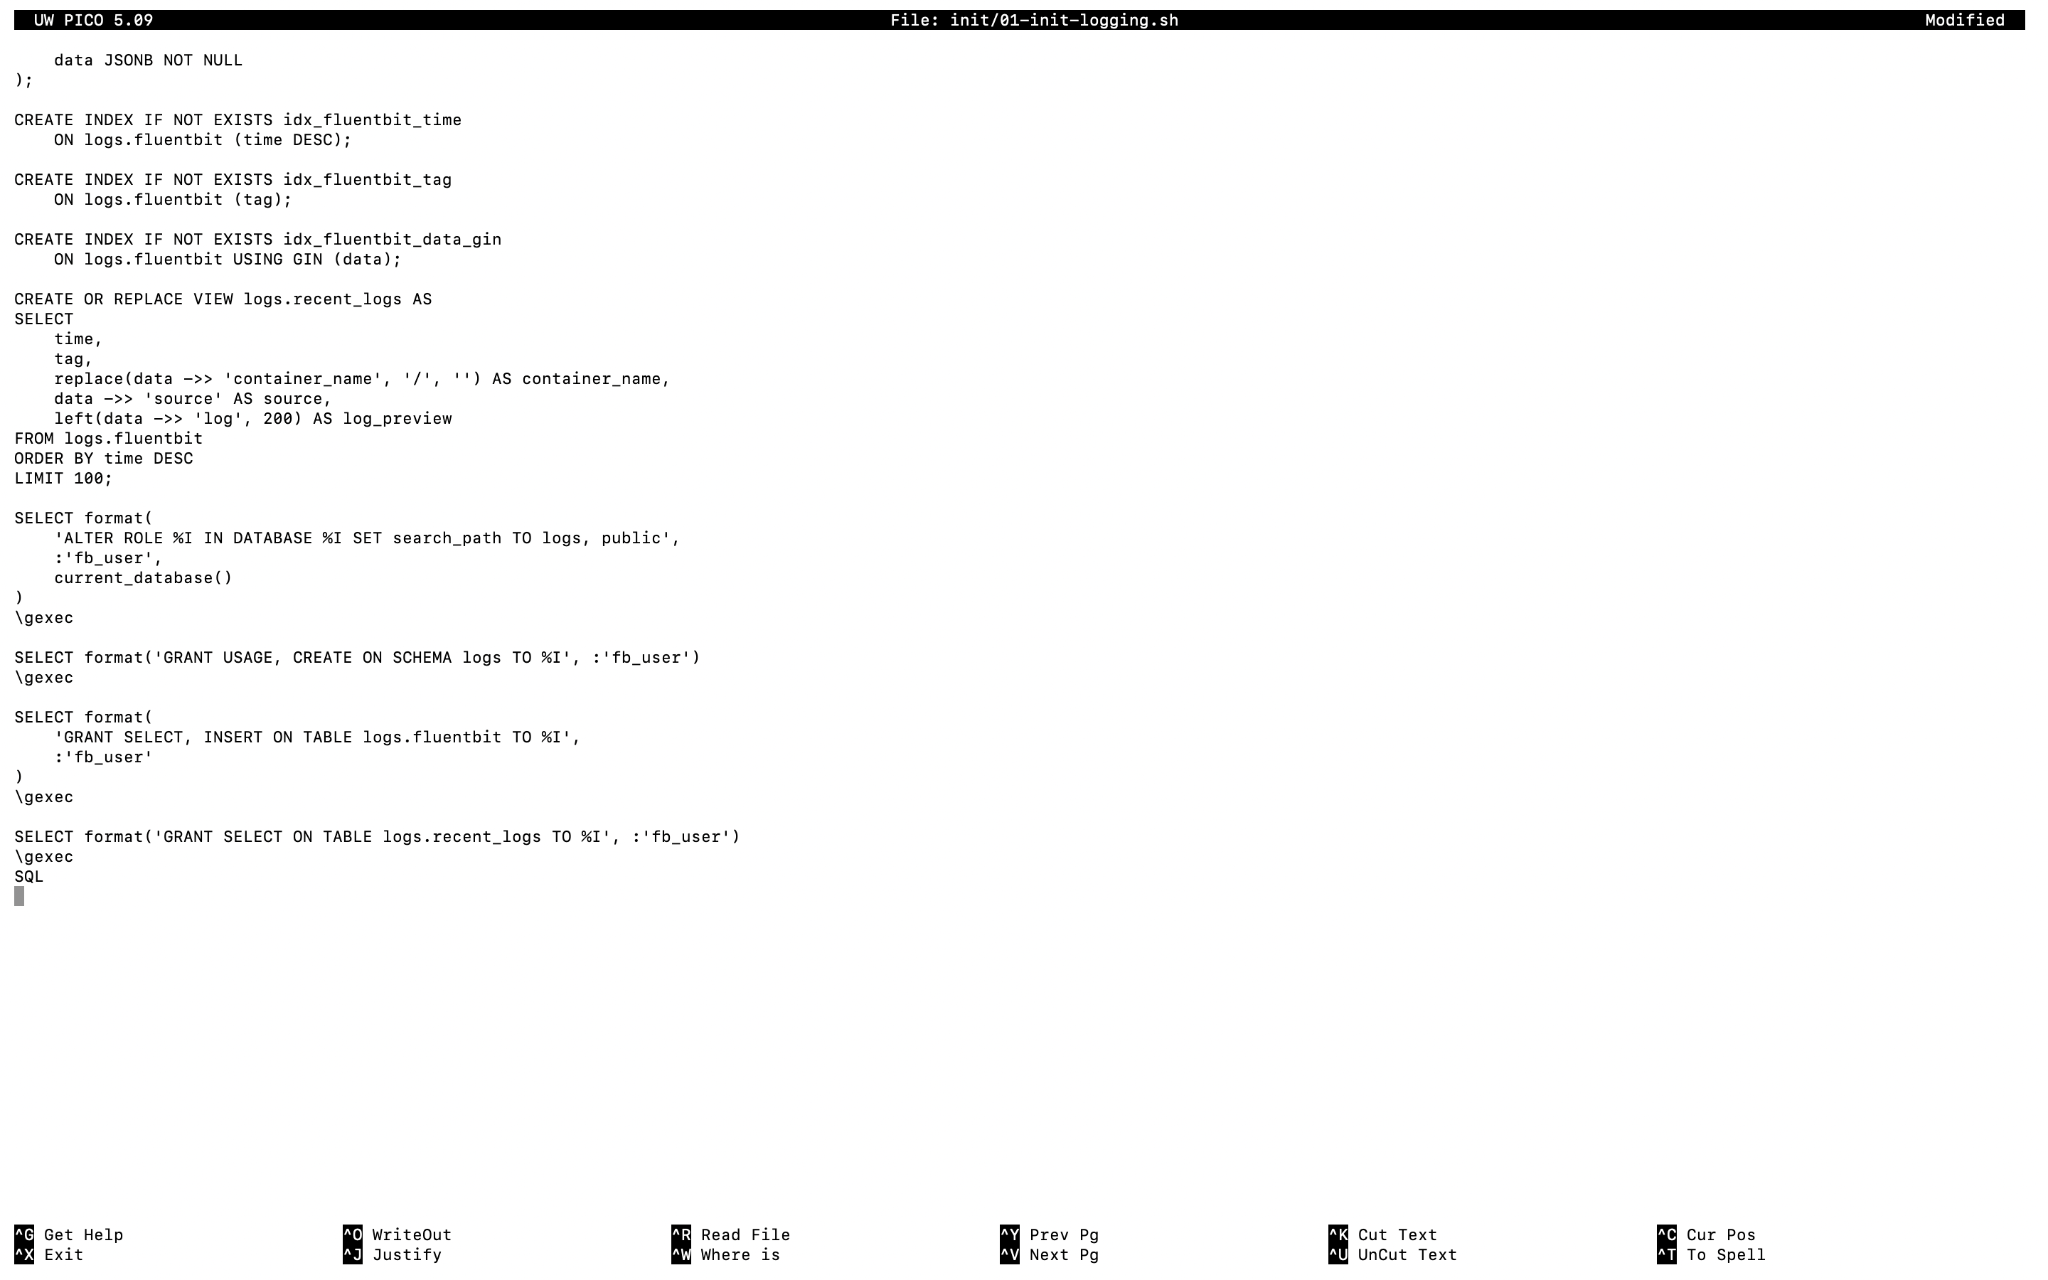 UW PICO 5.09 File: init/01-init-logging.sh Modified
    data JSONB NOT NULL
);
CREATE INDEX IF NOT EXISTS idx_fluentbit_time
    ON logs.fluentbit (time DESC);
CREATE INDEX IF NOT EXISTS idx_fluentbit_tag
    ON logs.fluentbit (tag);
CREATE INDEX IF NOT EXISTS idx_fluentbit_data_gin
    ON logs.fluentbit USING GIN (data);
CREATE OR REPLACE VIEW logs.recent_logs AS
SELECT
    time,
    tag,
    replace(data ->> 'container_name', '/', '') AS container_name,
    data ->> 'source' AS source,
    left(data ->> 'log', 200) AS log_preview
FROM logs.fluentbit
ORDER BY time DESC
LIMIT 100;
SELECT format(
    'ALTER ROLE %I IN DATABASE %I SET search_path TO logs, public',
    :'fb_user',
    current_database()
)
\gexec
SELECT format('GRANT USAGE, CREATE ON SCHEMA logs TO %I', :'fb_user')
\gexec
SELECT format(
    'GRANT SELECT, INSERT ON TABLE logs.fluentbit TO %I',
    :'fb_user'
)
\gexec
SELECT format('GRANT SELECT ON TABLE logs.recent_logs TO %I', :'fb_user')
\gexec
SQL
^G Get Help ^O WriteOut ^R Read File ^Y Prev Pg ^K Cut Text ^C Cur Pos
^X Exit ^J Justify ^W Where is ^V Next Pg ^U UnCut Text ^T To Spell